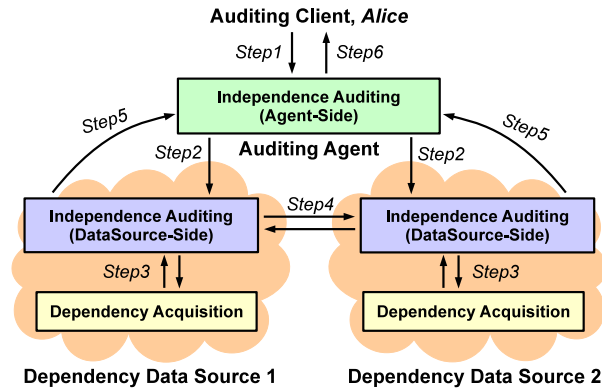 Auditing Client, Alice
Step1
Step6
Independence Auditing
(Agent-Side)
Step5
Step5
Step2
Auditing Agent
Step2
Independence Auditing
(DataSource-Side)
Step4
Independence Auditing
(DataSource-Side)
Step3
Step3
Dependency Acquisition
Dependency Acquisition
Dependency Data Source 1
Dependency Data Source 2